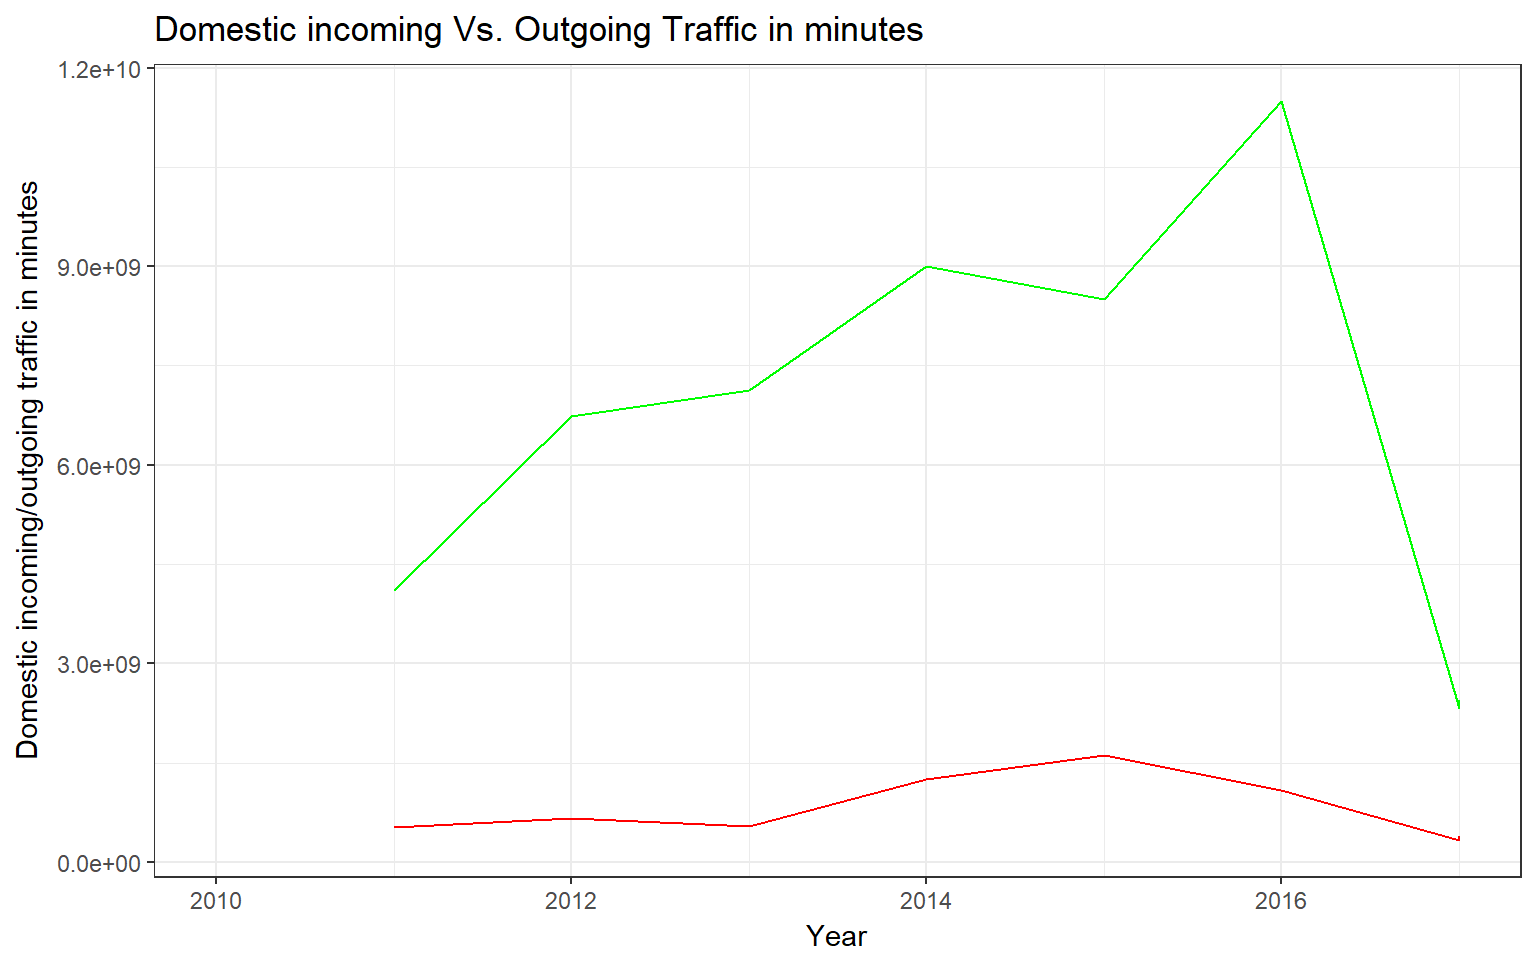 Domestic incoming Vs. Outgoing Traffic in minutes
Domestic incoming/outgoing traffic in minutes
1.2e+10
9.0e+09
6.0e+09
3.0e+09
0.0e+00
2010
2012
2014
2016
Year